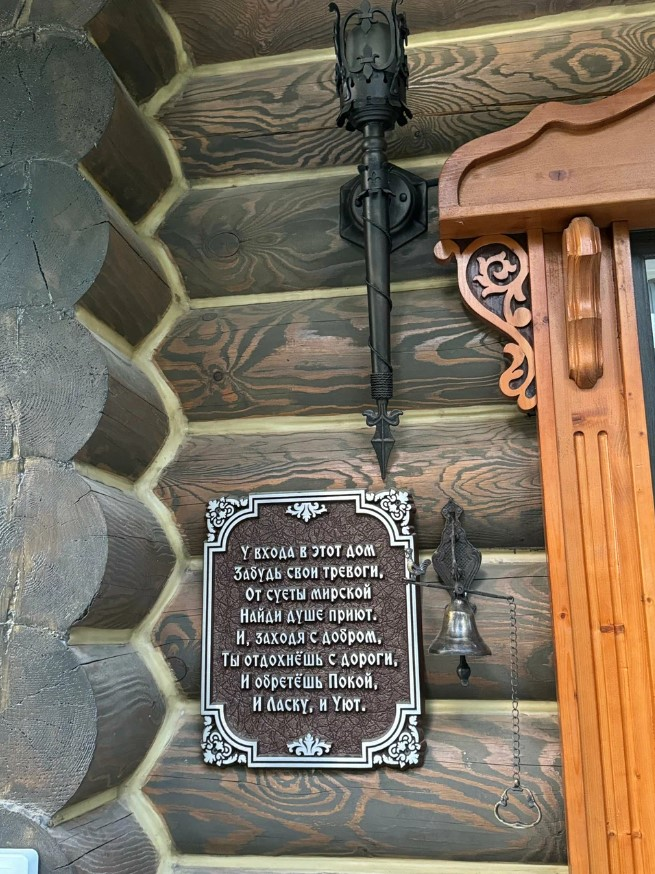 У входа в этот дом
Забудь свои тревоги,
От суеты мирской
Найди душе приют.
И, заходя с добром,
Ты отдохнёшь с дороги,
И обретёшь Покой,
И Ласку, и Уют.